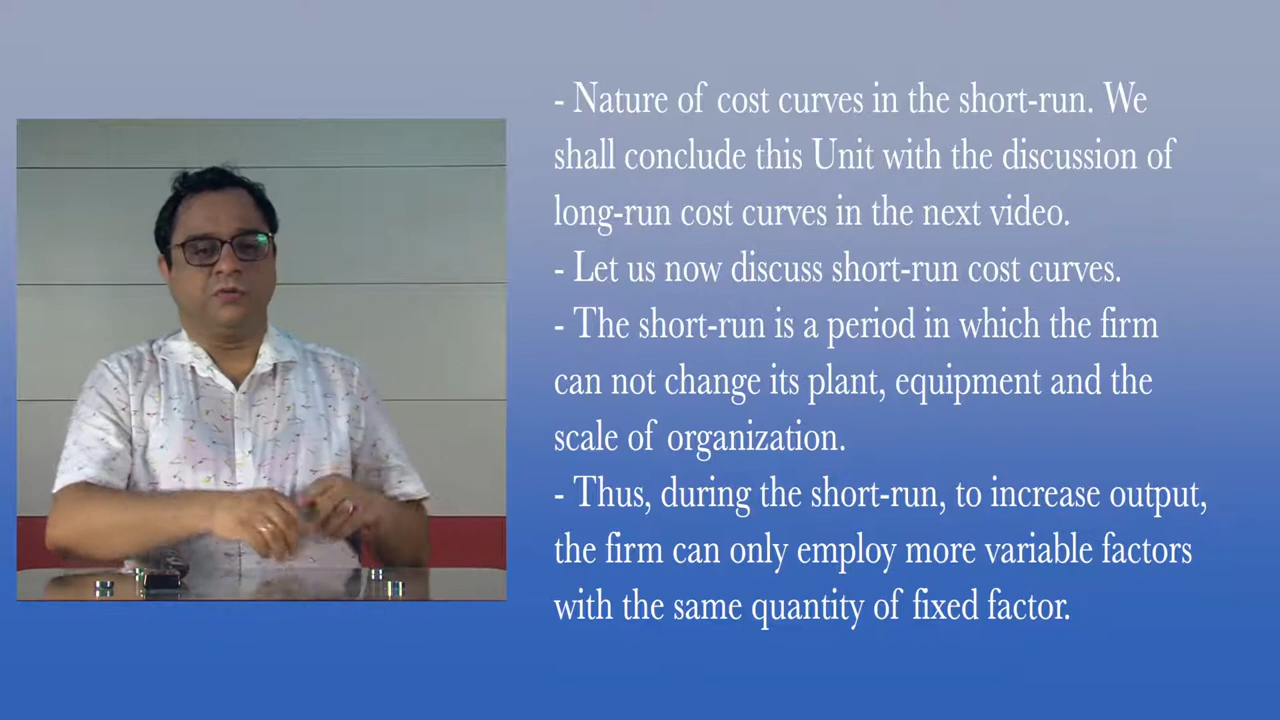 - Nature of cost curves in the short-run. We
shall conclude this Unit with the discussion of
long-run cost curves in the next video.
- Let us now discuss short-run cost curves.
- The short-run is a period in which the firm
can not change its plant, equipment and the
scale of organization.
- Thus, during the short-run, to increase output,
the firm can only employ more variable factors
with the same quantity of fixed factor.